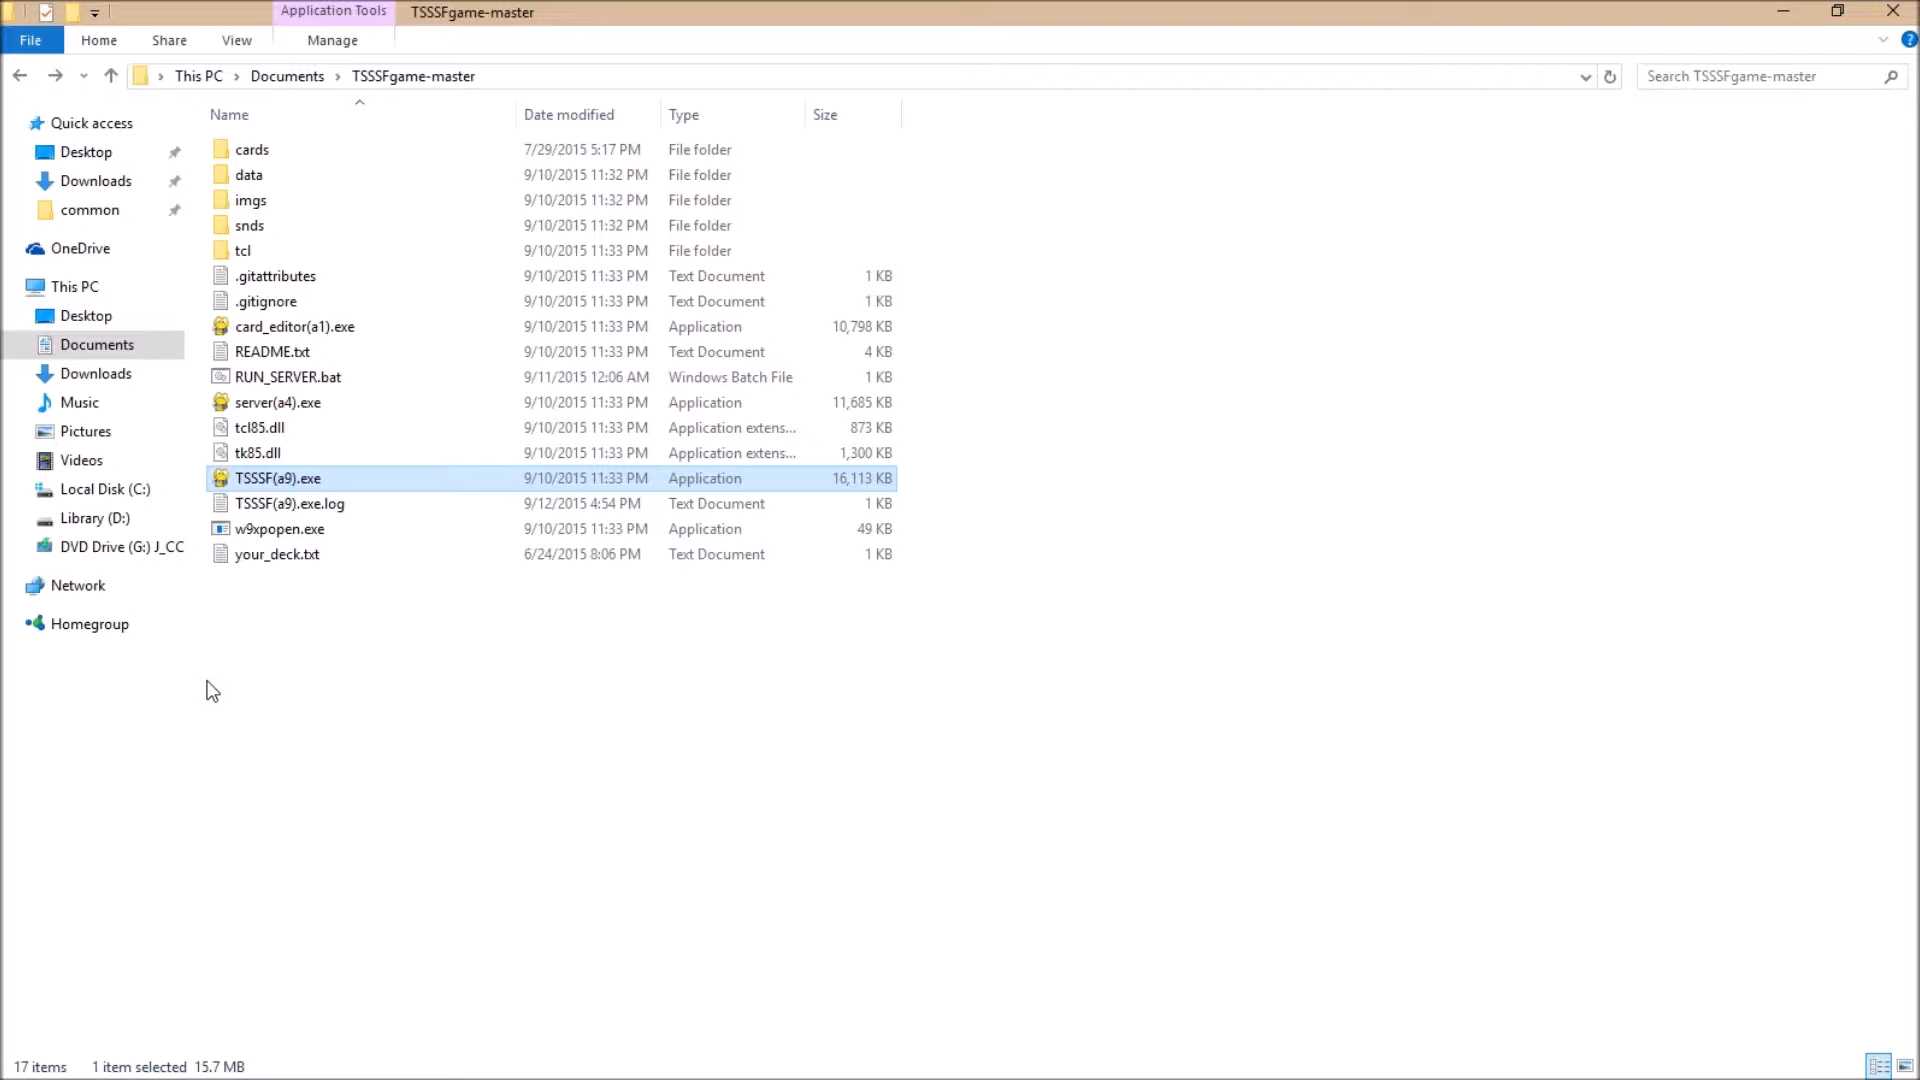 Application Tools TSSSFgame-master
File Home Share View Manage
This PC Documents TSSSFgame-master Search TSSSFgame-master
Name Date modified Type Size
Quick access
Desktop
Downloads
common
OneDrive
This PC
Desktop
Documents
Downloads
Music
Pictures
Videos
Local Disk (C:)
Library (D:)
DVD Drive (G:) J_CC
Network
Homegroup
cards 7/29/2015 5:17 PM File folder
data 9/10/2015 11:32 PM File folder
imgs 9/10/2015 11:32 PM File folder
snds 9/10/2015 11:32 PM File folder
tcl 9/10/2015 11:33 PM File folder
.gitattributes 9/10/2015 11:33 PM Text Document 1 KB
.gitignore 9/10/2015 11:33 PM Text Document 1 KB
card_editor(a1).exe 9/10/2015 11:33 PM Application 10,798 KB
README.txt 9/10/2015 11:33 PM Text Document 4 KB
RUN_SERVER.bat 9/11/2015 12:06 AM Windows Batch File 1 KB
server(a4).exe 9/10/2015 11:33 PM Application 11,685 KB
tcl85.dll 9/10/2015 11:33 PM Application extens... 873 KB
tk85.dll 9/10/2015 11:33 PM Application extens... 1,300 KB
TSSSF(a9).exe 9/10/2015 11:33 PM Application 16,113 KB
TSSSF(a9).exe.log 9/12/2015 4:54 PM Text Document 1 KB
w9xpopen.exe 9/10/2015 11:33 PM Application 49 KB
your_deck.txt 6/24/2015 8:06 PM Text Document 1 KB
17 items 1 item selected 15.7 MB